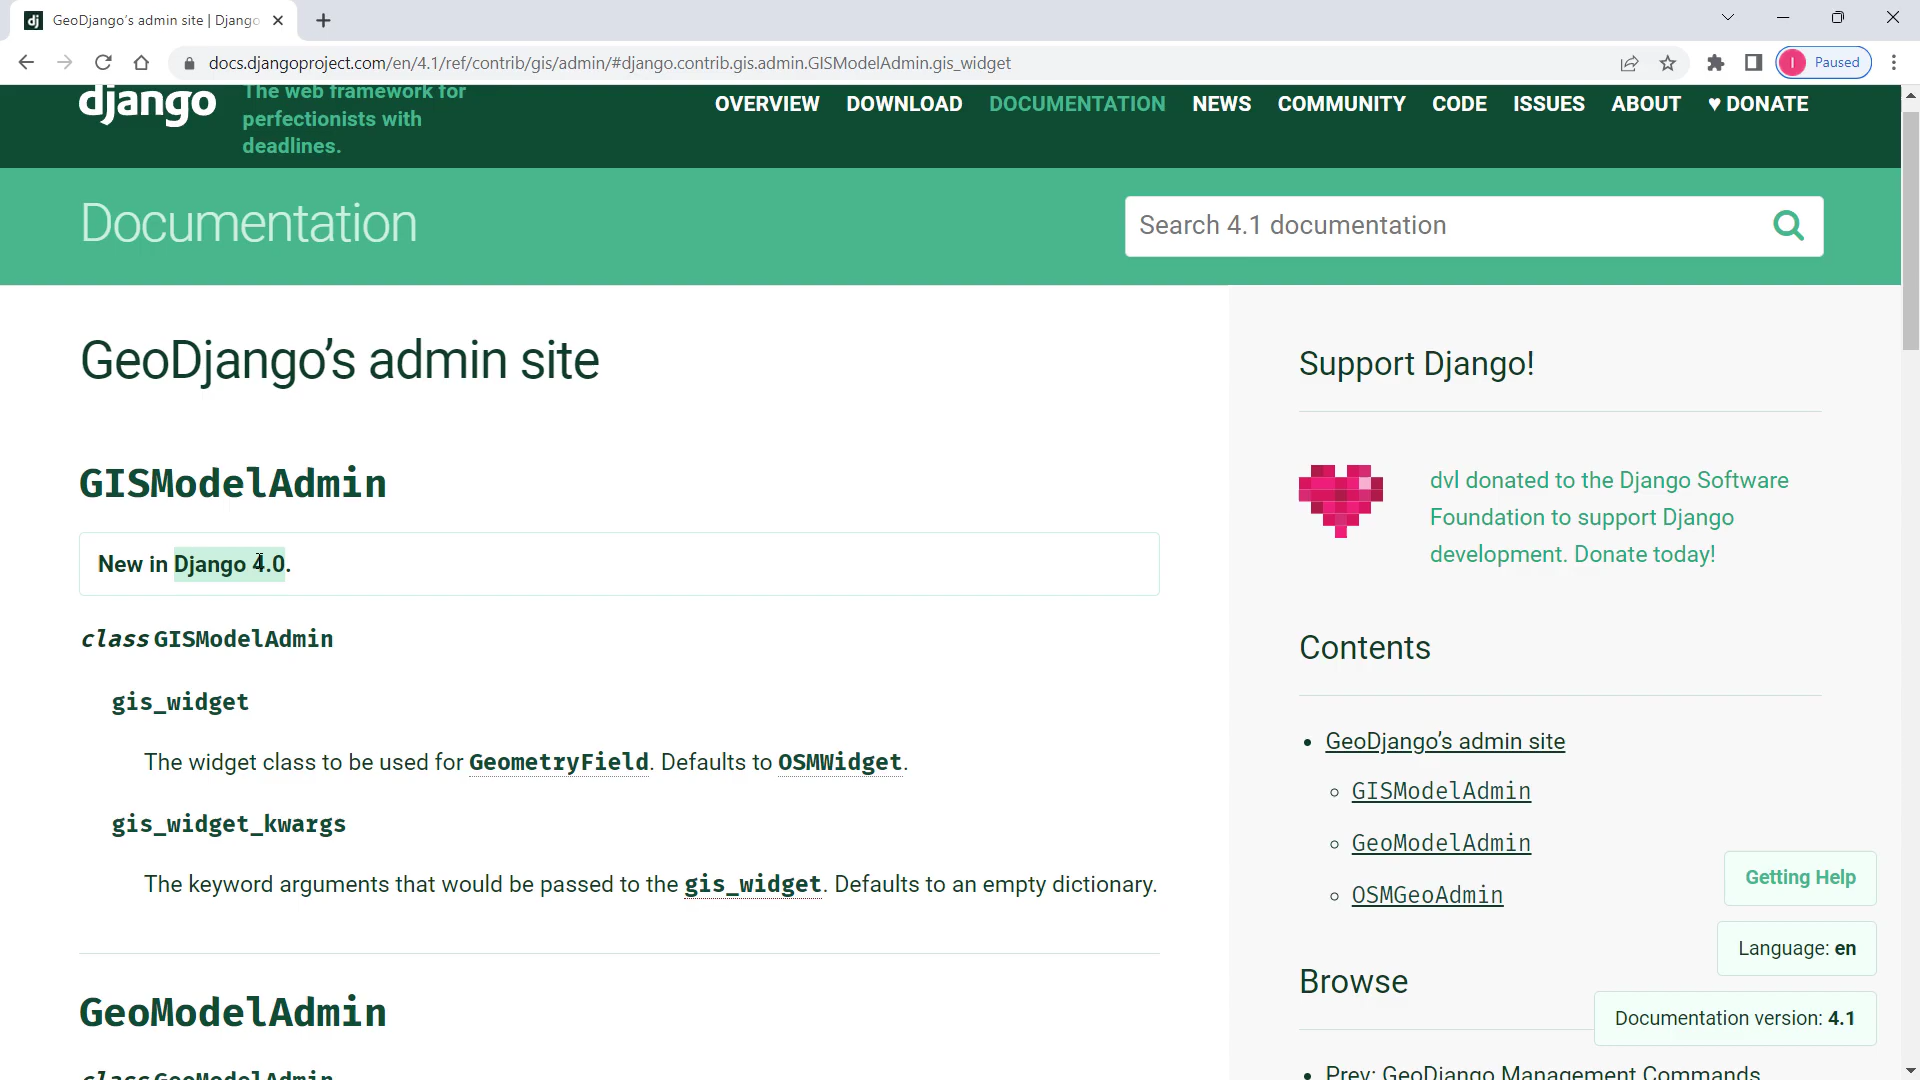 dj GeoDjango's admin site | Django
docs.djangoproject.com/en/4.1/ref/contrib/gis/admin/#django.contrib.gis.admin.GISModelAdmin.gis_widget
I Paused
django
The web framework for
perfectionists with
deadlines.
OVERVIEW DOWNLOAD DOCUMENTATION NEWS COMMUNITY CODE ISSUES ABOUT ♥ DONATE
Documentation
Search 4.1 documentation
GeoDjango’s admin site
GISModelAdmin
New in Django 4.0.
class GISModelAdmin
gis_widget
The widget class to be used for GeometryField. Defaults to OSMWidget.
gis_widget_kwargs
The keyword arguments that would be passed to the gis_widget. Defaults to an empty dictionary.
GeoModelAdmin
class GeoModelAdmin
Support Django!
dvl donated to the Django Software
Foundation to support Django
development. Donate today!
Contents
• GeoDjango’s admin site
GISModelAdmin
GeoModelAdmin
OSMGeoAdmin
Browse
• Prev: GeoDjango Management Commands
Getting Help
Language: en
Documentation version: 4.1